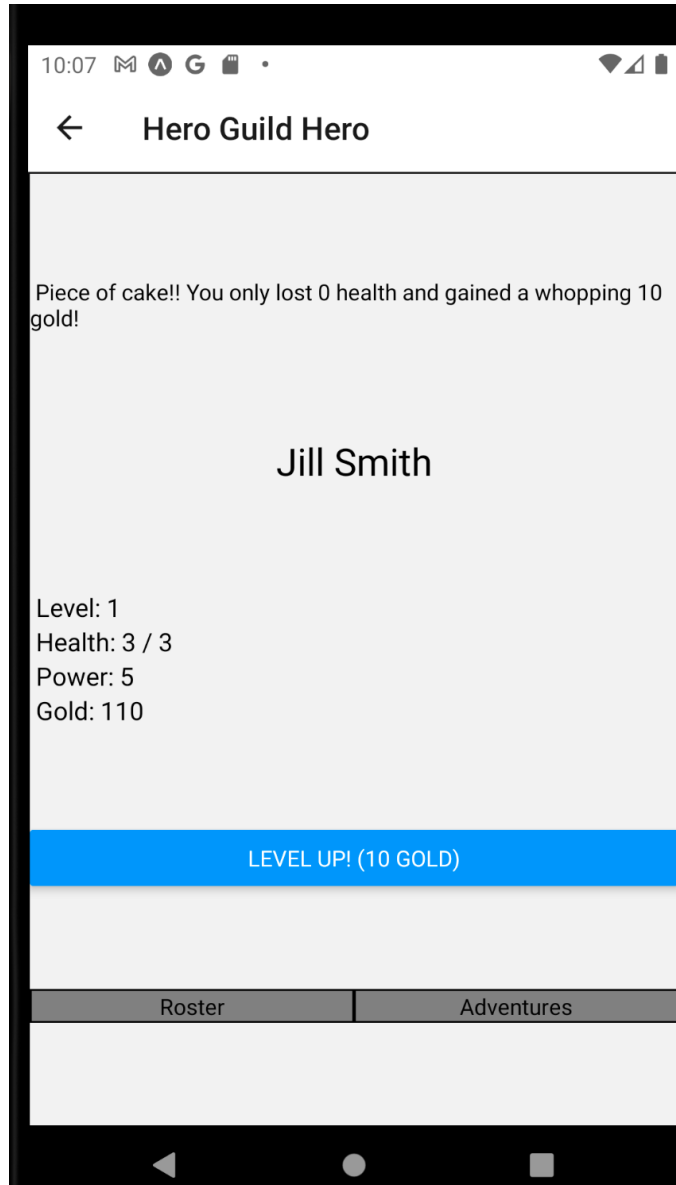 10:07
Hero Guild Hero
Piece of cake!! You only lost 0 health and gained a whopping 10
gold!
Jill Smith
Level: 1
Health: 3 / 3
Power: 5
Gold: 110
LEVEL UP! (10 GOLD)
Roster
Adventures